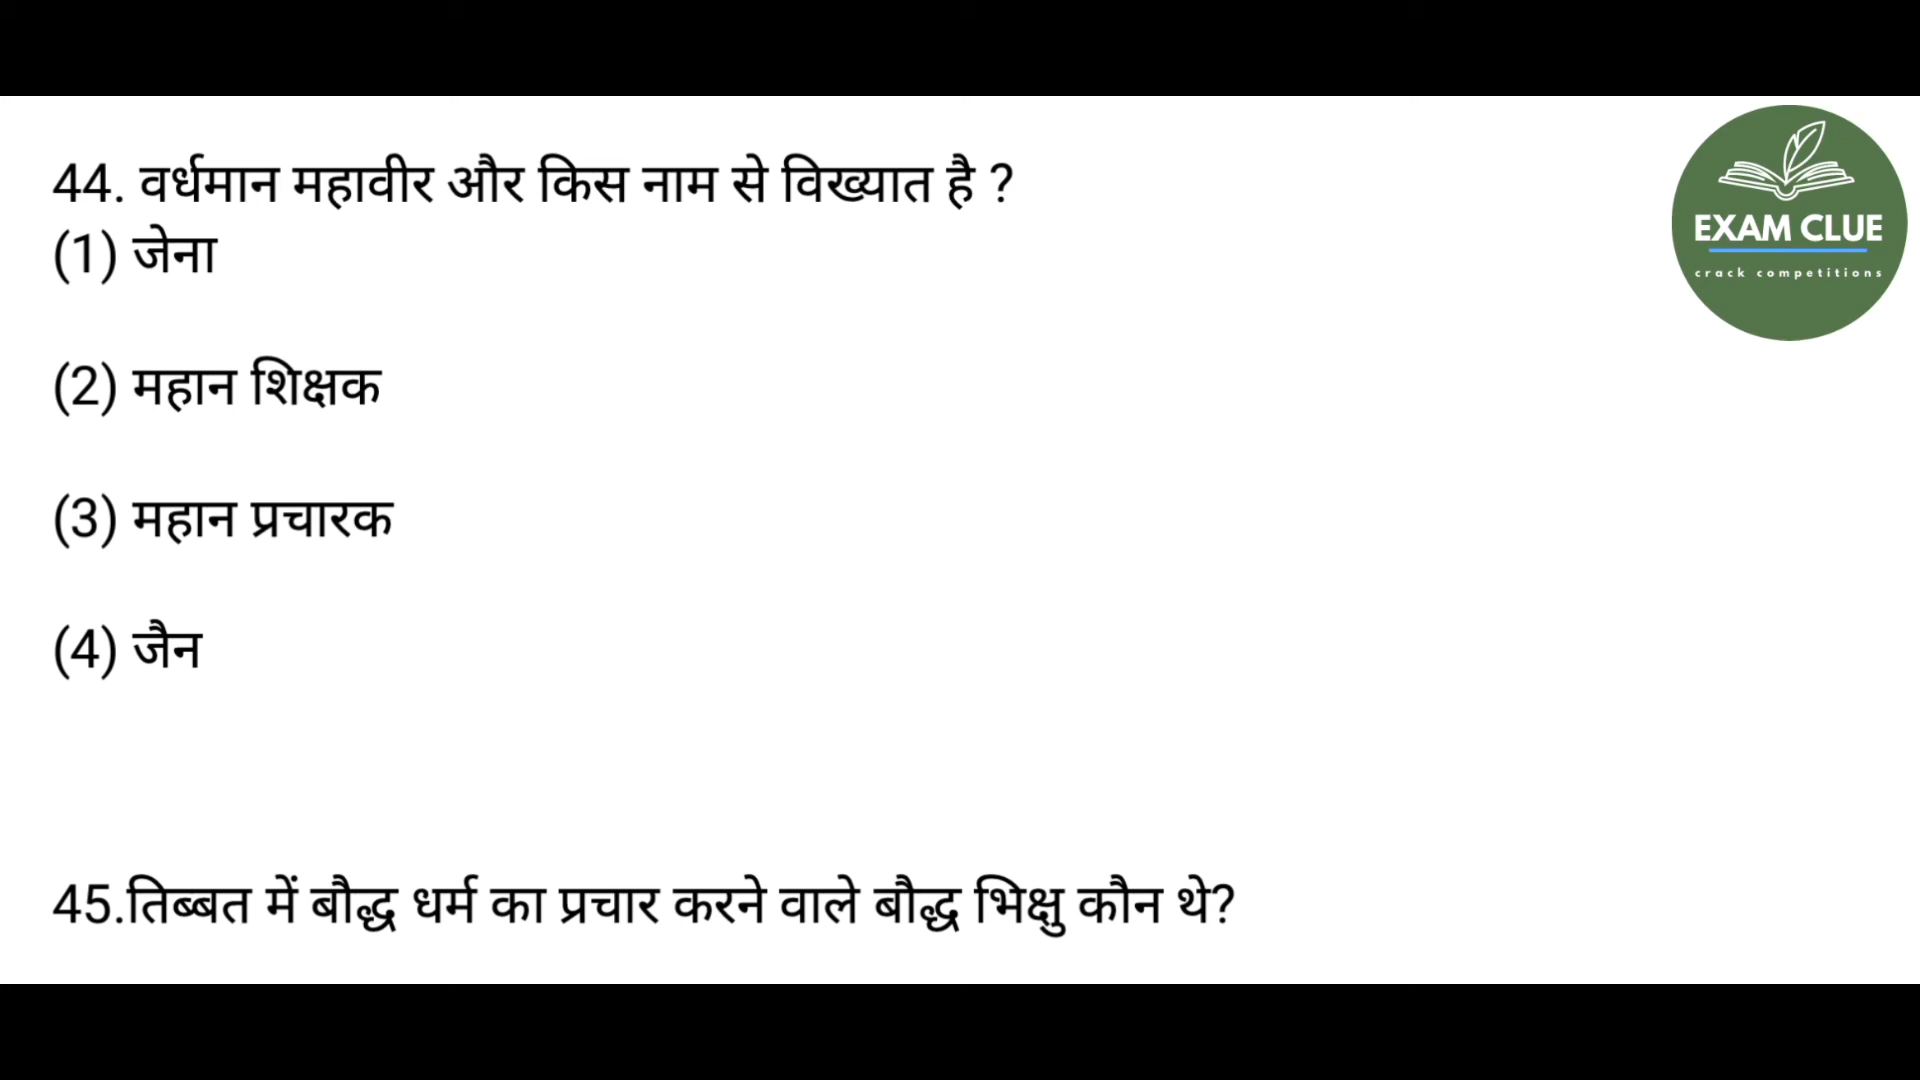 44. वर्धमान महावीर और किस नाम से विख्यात है ?
(1) जेना
(2) महान शिक्षक
(3) महान प्रचारक
(4) जैन
45.तिब्बत में बौद्ध धर्म का प्रचार करने वाले बौद्ध भिक्षु कौन थे?
EXAM CLUE
crack competitions